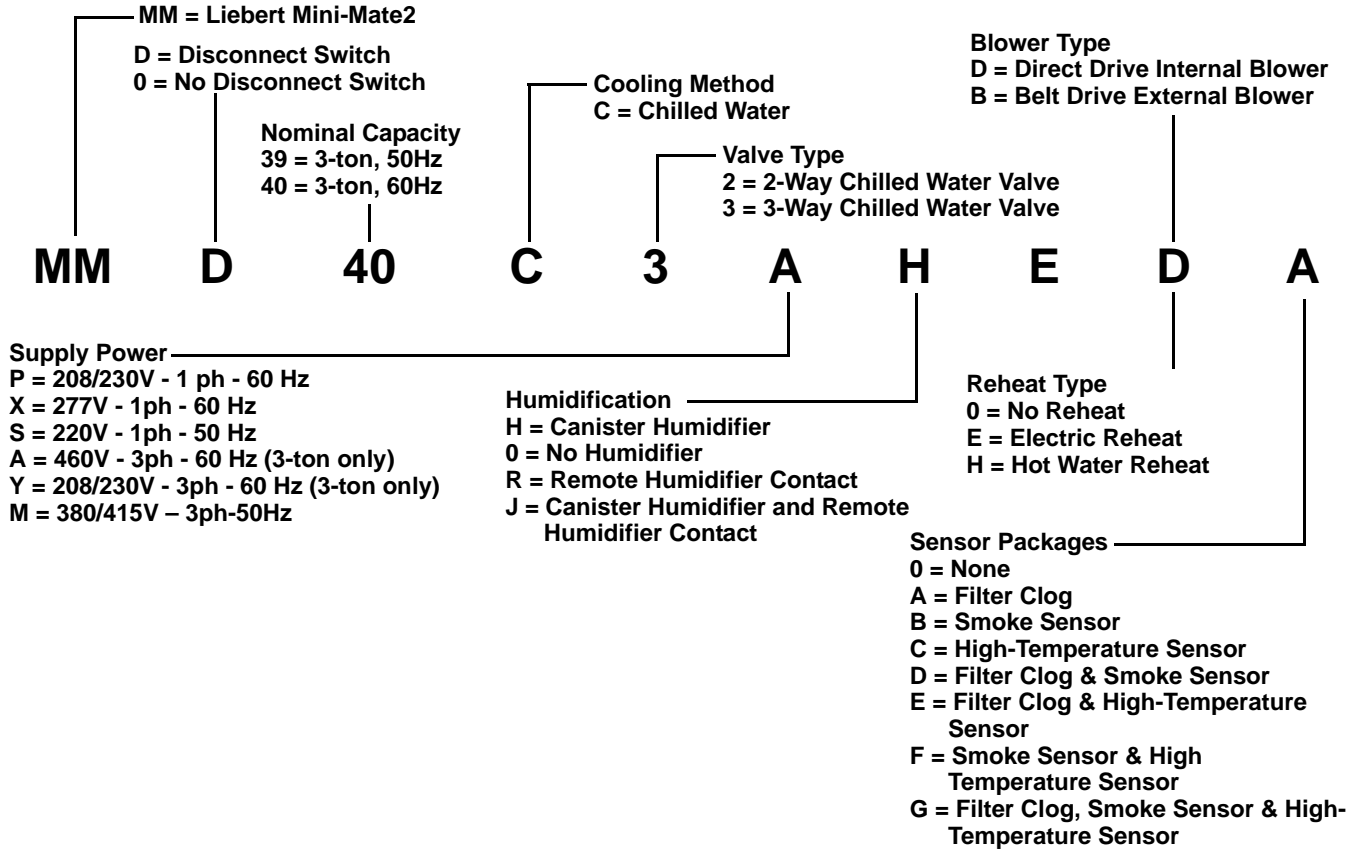 MM = Liebert Mini-Mate2
D = Disconnect Switch
0 = No Disconnect Switch
Nominal Capacity
39 = 3-ton, 50Hz
40 = 3-ton, 60Hz
Cooling Method
C = Chilled Water
Valve Type
2 = 2-Way Chilled Water Valve
3 = 3-Way Chilled Water Valve
Blower Type
D = Direct Drive Internal Blower
B = Belt Drive External Blower
MM D 40 C 3 A H E D A
Supply Power
P = 208/230V - 1 ph - 60 Hz
X = 277V - 1ph - 60 Hz
S = 220V - 1ph - 50 Hz
A = 460V - 3ph - 60 Hz (3-ton only)
Y = 208/230V - 3ph - 60 Hz (3-ton only)
M = 380/415V – 3ph-50Hz
Humidification
H = Canister Humidifier
0 = No Humidifier
R = Remote Humidifier Contact
J = Canister Humidifier and Remote
Humidifier Contact
Reheat Type
0 = No Reheat
E = Electric Reheat
H = Hot Water Reheat
Sensor Packages
0 = None
A = Filter Clog
B = Smoke Sensor
C = High-Temperature Sensor
D = Filter Clog & Smoke Sensor
E = Filter Clog & High-Temperature
Sensor
F = Smoke Sensor & High
Temperature Sensor
G = Filter Clog, Smoke Sensor & High-
Temperature Sensor